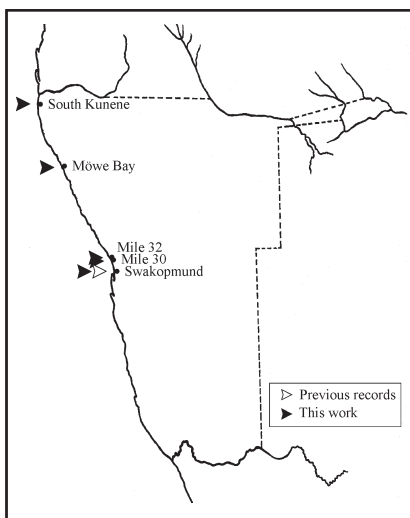 South Kunene
Möwe Bay
Mile 32
Mile 30
Swakopmund
Previous records
This work